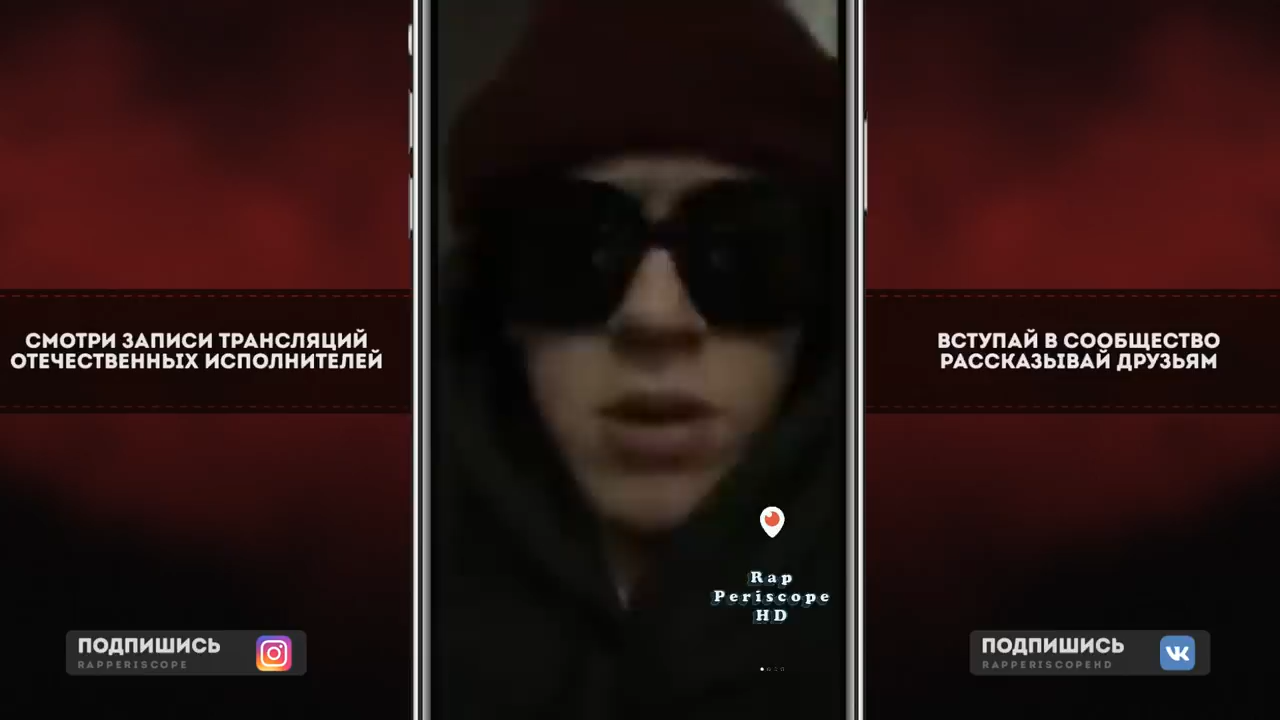 СМОТРИ ЗАПИСИ ТРАНСЛЯЦИЙ
ОТЕЧЕСТВЕННЫХ ИСПОЛНИТЕЛЕЙ
ВСТУПАЙ В СООБЩЕСТВО
РАССКАЗЫВАЙ ДРУЗЬЯМ
Rap
Periscope
HD
ПОДПИШИСЬ
RAPPERISCOPE
ПОДПИШИСЬ
RAPPERISCOPEHD